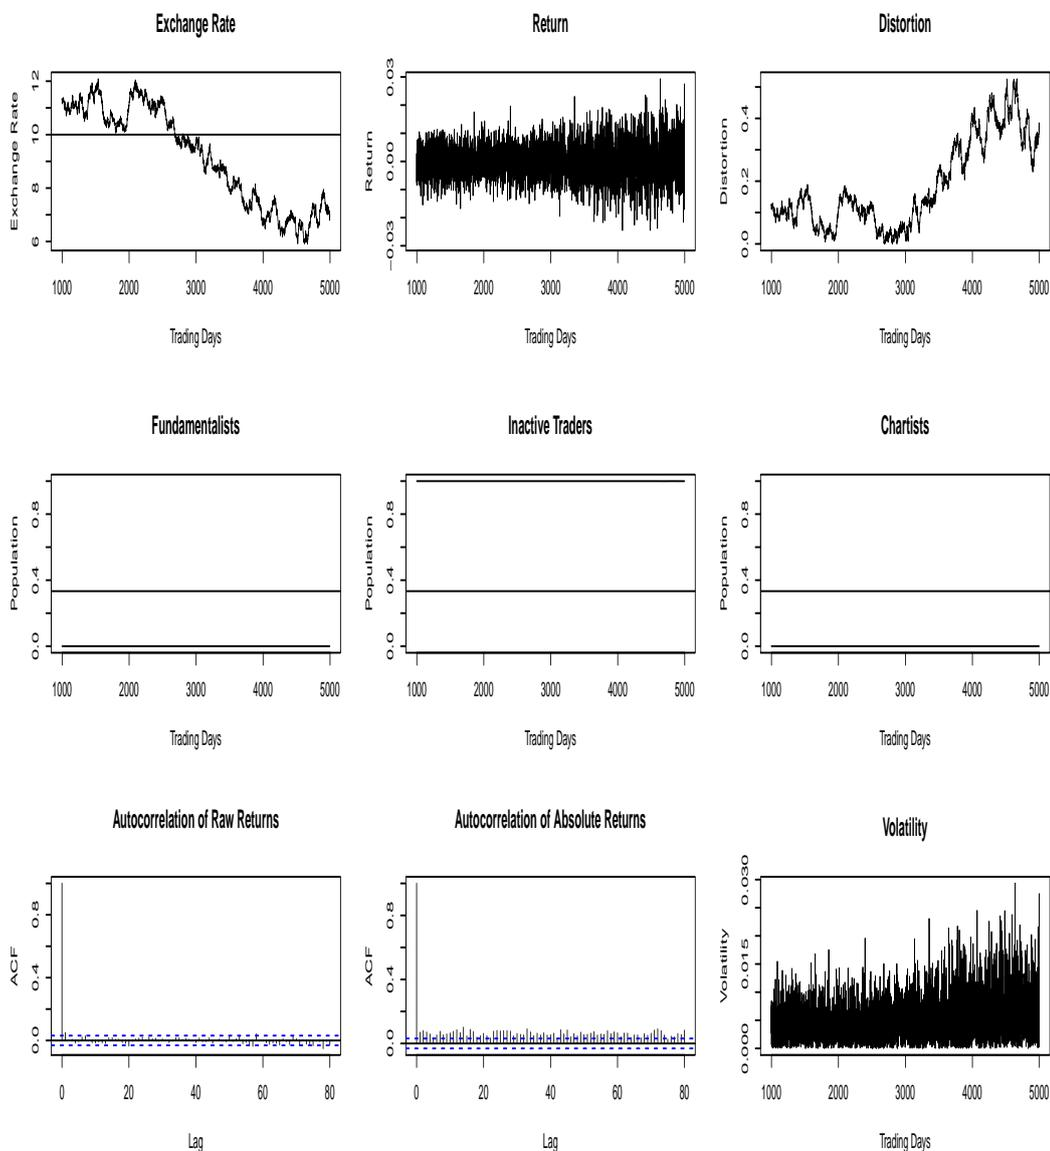 Exchange Rate
Exchange Rate
12
10
8
6
1000 2000 3000 4000 5000
Trading Days
Return
Return
0.03
0.00
−0.03
1000 2000 3000 4000 5000
Trading Days
Distortion
Distortion
0.4
0.2
0.0
1000 2000 3000 4000 5000
Trading Days
Fundamentalists
Population
0.8
0.4
0.0
1000 2000 3000 4000 5000
Trading Days
Inactive Traders
Population
0.8
0.4
0.0
1000 2000 3000 4000 5000
Trading Days
Chartists
Population
0.8
0.4
0.0
1000 2000 3000 4000 5000
Trading Days
Autocorrelation of Raw Returns
ACF
0.8
0.4
0.0
0 20 40 60 80
Lag
Autocorrelation of Absolute Returns
ACF
0.8
0.4
0.0
0 20 40 60 80
Lag
Volatility
Volatility
0.030
0.015
0.000
1000 2000 3000 4000 5000
Trading Days